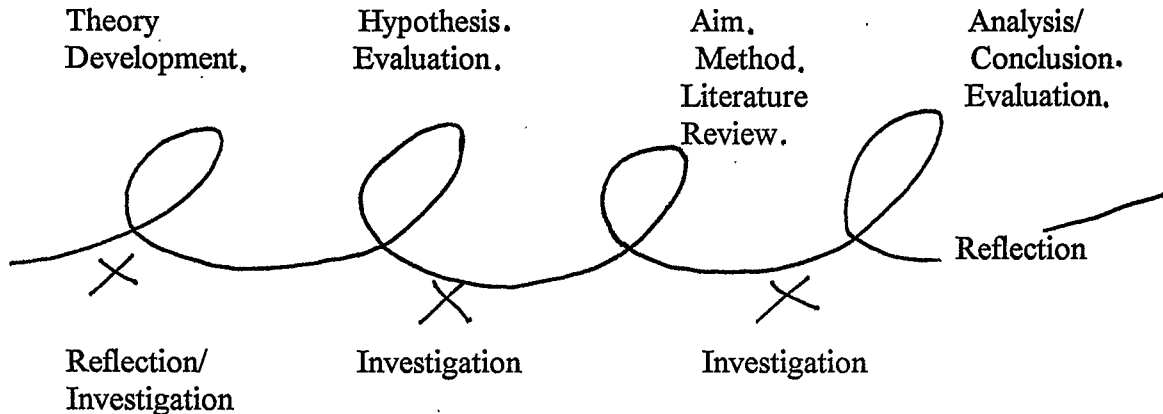 Theory
Development.
Hypothesis.
Evaluation.
Aim.
Method.
Literature
Review.
Analysis/
Conclusion.
Evaluation.
Reflection
Reflection/
Investigation
Investigation
Investigation